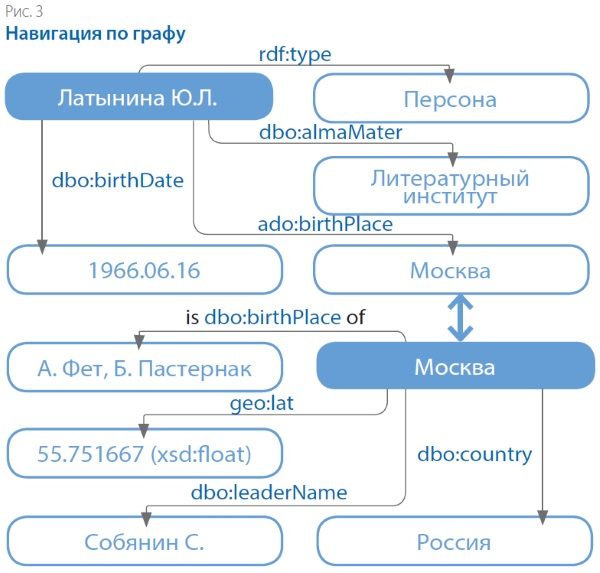 Рис. 3
Навигация по графу
rdf:type
Латынина Ю.Л.
Персона
dbo:almaMater
dbo:birthDate
Литературный
институт
ado:birthPlace
1966.06.16
Москва
is dbo:birthPlace of
А. Фет, Б. Пастернак
Москва
geo:lat
55.751667 (xsd:float)
dbo:country
dbo:leaderName
Собянин С.
Россия